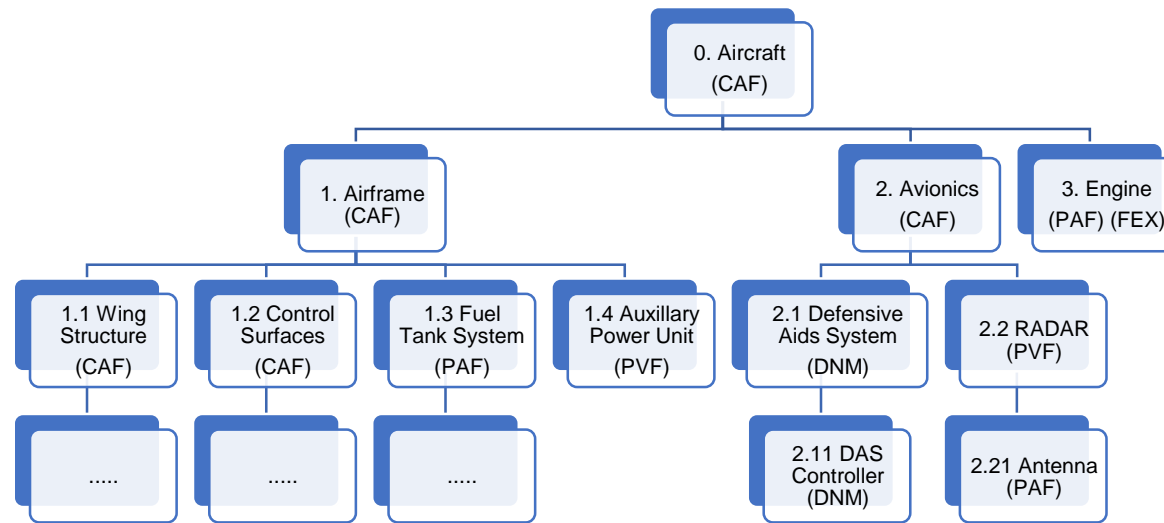 0. Aircraft
(CAF)
1. Airframe
(CAF)
2. Avionics
(CAF)
3. Engine
(PAF) (FEX)
1.1 Wing
Structure
(CAF)
1.2 Control
Surfaces
(CAF)
1.3 Fuel
Tank System
(PAF)
1.4 Auxillary
Power Unit
(PVF)
2.1 Defensive
Aids System
(DNM)
2.2 RADAR
(PVF)
.....
.....
.....
2.11 DAS
Controller
(DNM)
2.21 Antenna
(PAF)